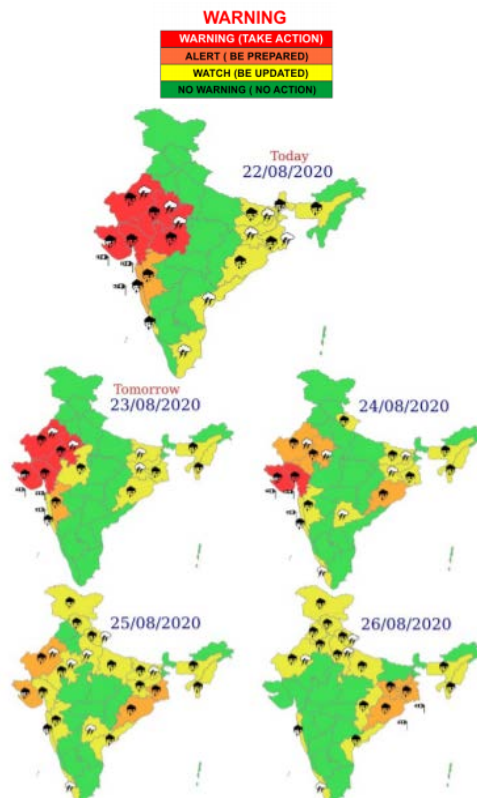 WARNING
WARNING (TAKE ACTION)
ALERT ( BE PREPARED)
WATCH (BE UPDATED)
NO WARNING ( NO ACTION)
Today
22/08/2020
Tomorrow
23/08/2020
24/08/2020
25/08/2020
26/08/2020